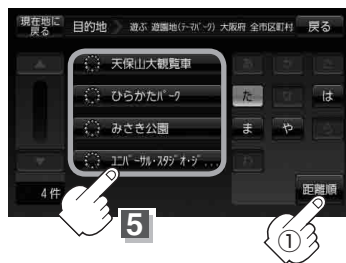 現在地に
戻る
目的地 遊ぶ 遊園地(ﾃｰﾏﾊﾟｰｸ) 大阪府 全市区町村
戻る
天保山大観覧車
ひらかたﾊﾟｰｸ
みさき公園
ﾕﾆﾊﾞｰｻﾙ･ｽﾀｼﾞｵ･ｼﾞ...
あ
た な は
ま や
わ
4件
距離順
5
①